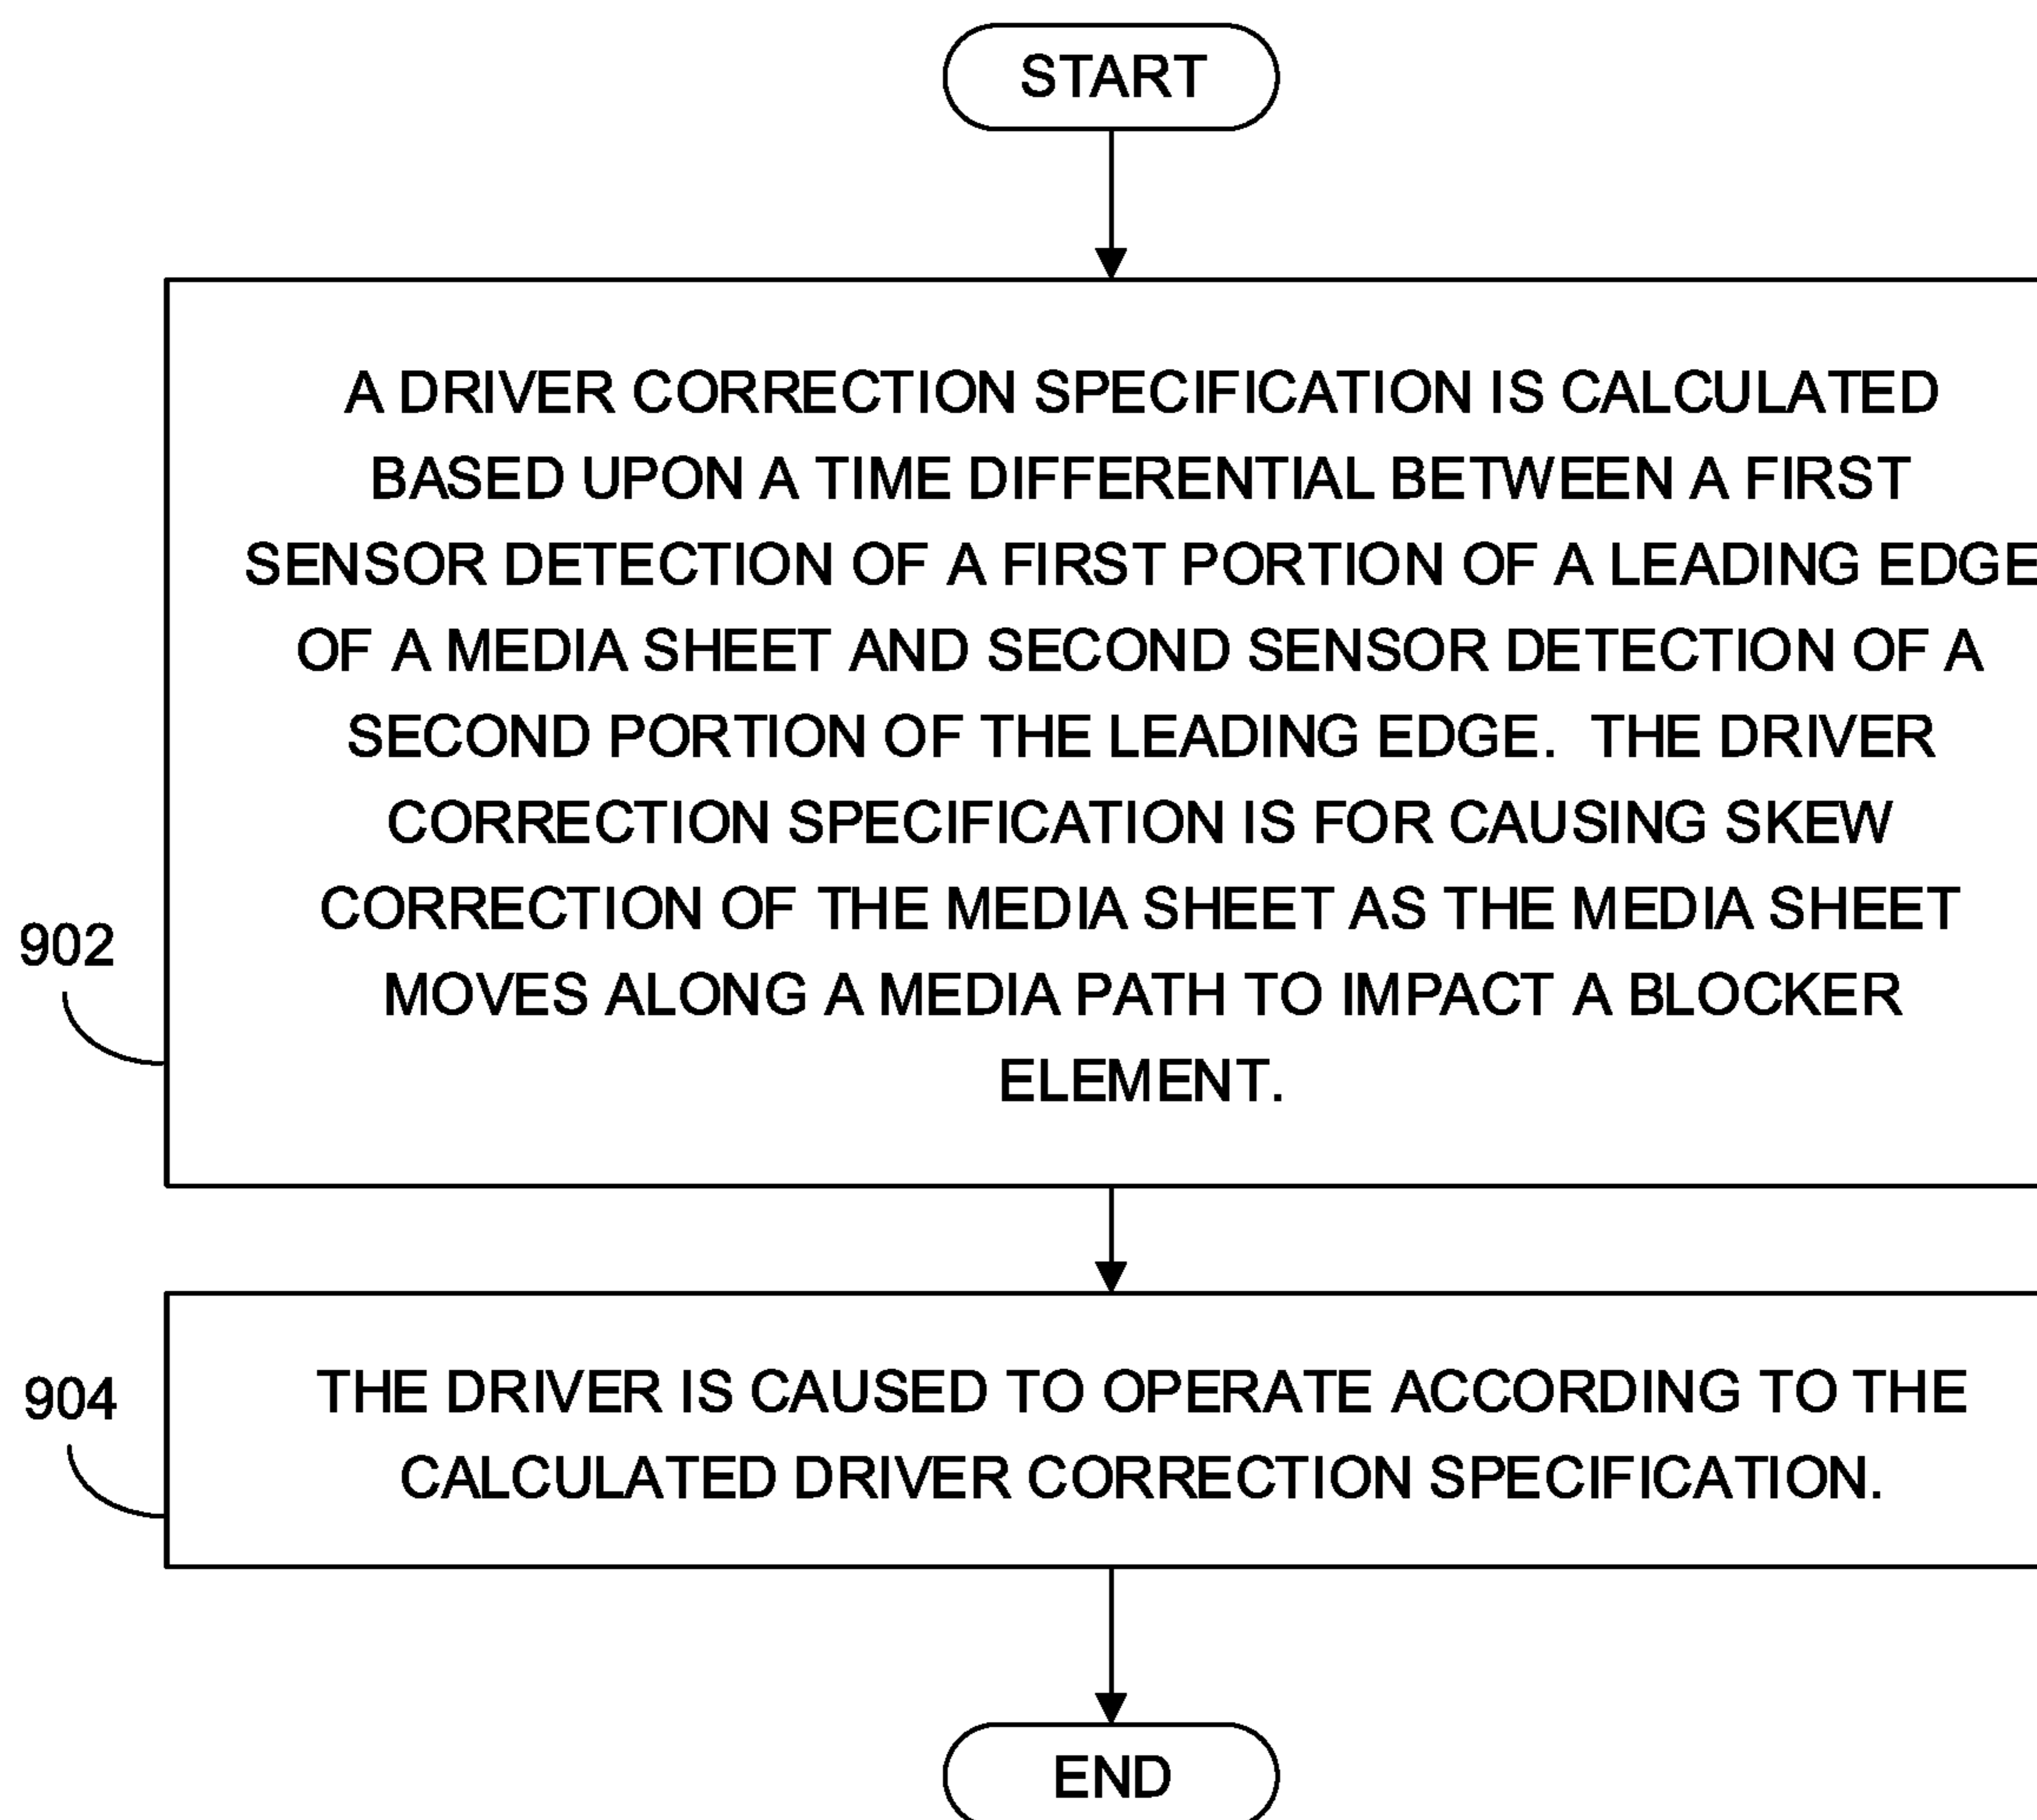 START
A DRIVER CORRECTION SPECIFICATION IS CALCULATED
BASED UPON A TIME DIFFERENTIAL BETWEEN A FIRST
SENSOR DETECTION OF A FIRST PORTION OF A LEADING EDGE
OF A MEDIA SHEET AND SECOND SENSOR DETECTION OF A
SECOND PORTION OF THE LEADING EDGE. THE DRIVER
CORRECTION SPECIFICATION IS FOR CAUSING SKEW
CORRECTION OF THE MEDIA SHEET AS THE MEDIA SHEET
MOVES ALONG A MEDIA PATH TO IMPACT A BLOCKER
ELEMENT.
902
THE DRIVER IS CAUSED TO OPERATE ACCORDING TO THE
CALCULATED DRIVER CORRECTION SPECIFICATION.
904
END